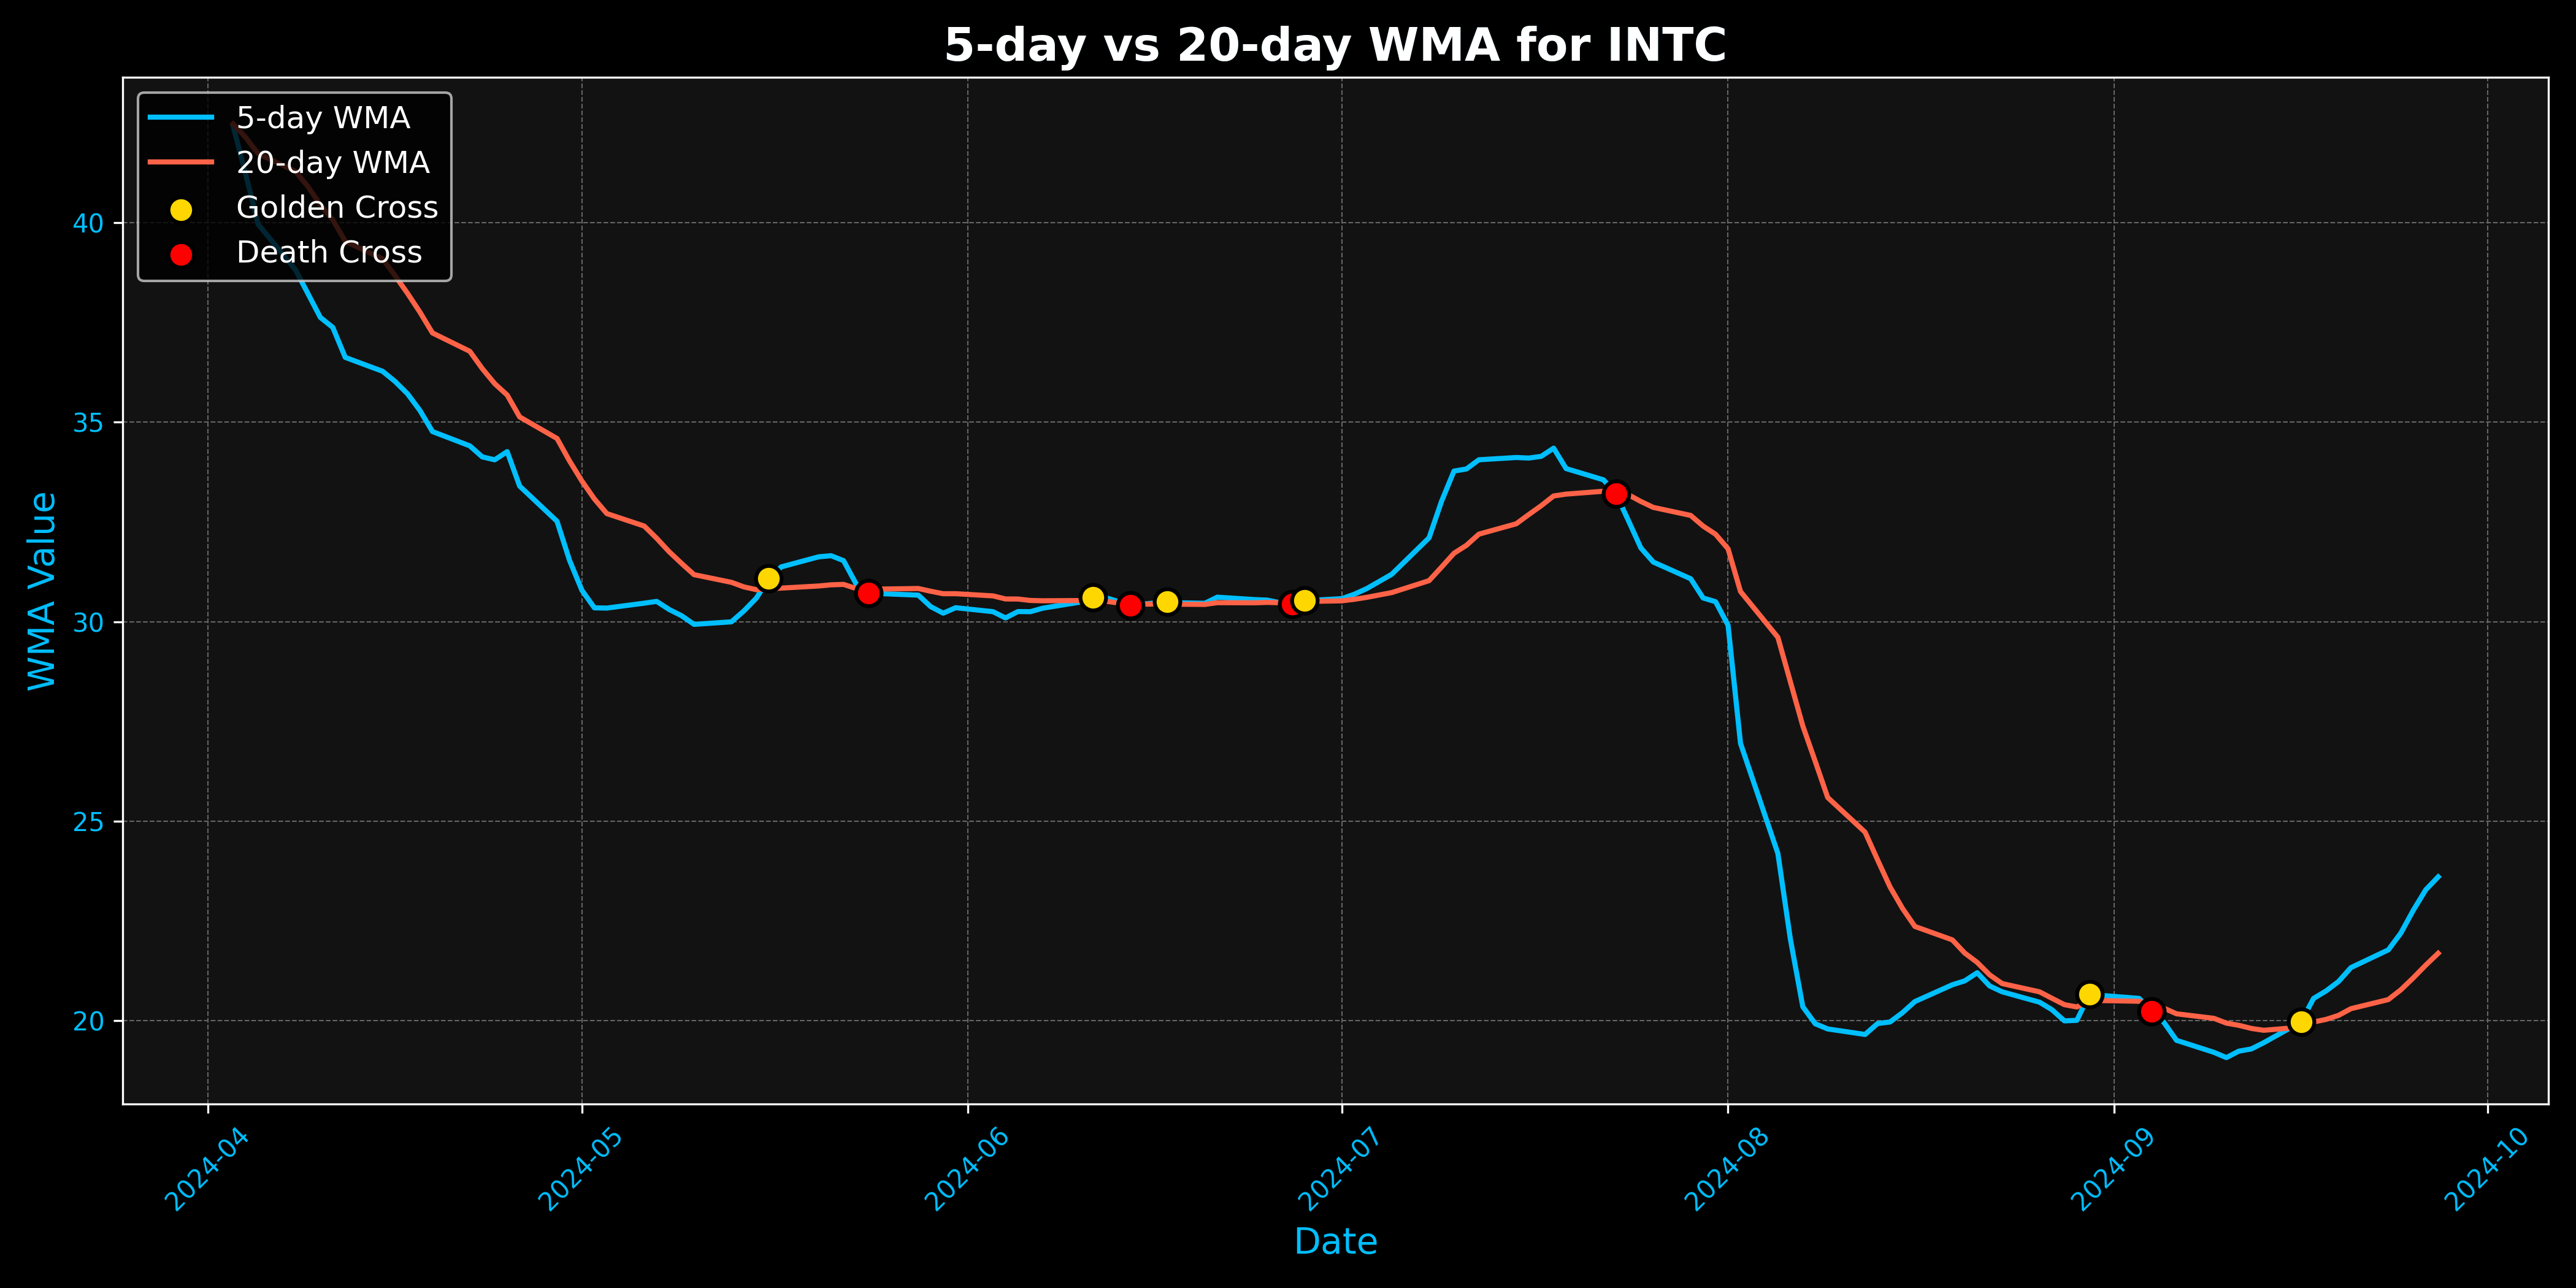 5-day vs 20-day WMA for INTC
5-day WMA
20-day WMA
Golden Cross
Death Cross
WMA Value
40
35
30
25
20
2024-04
2024-05
2024-06
2024-07
2024-08
2024-09
2024-10
Date